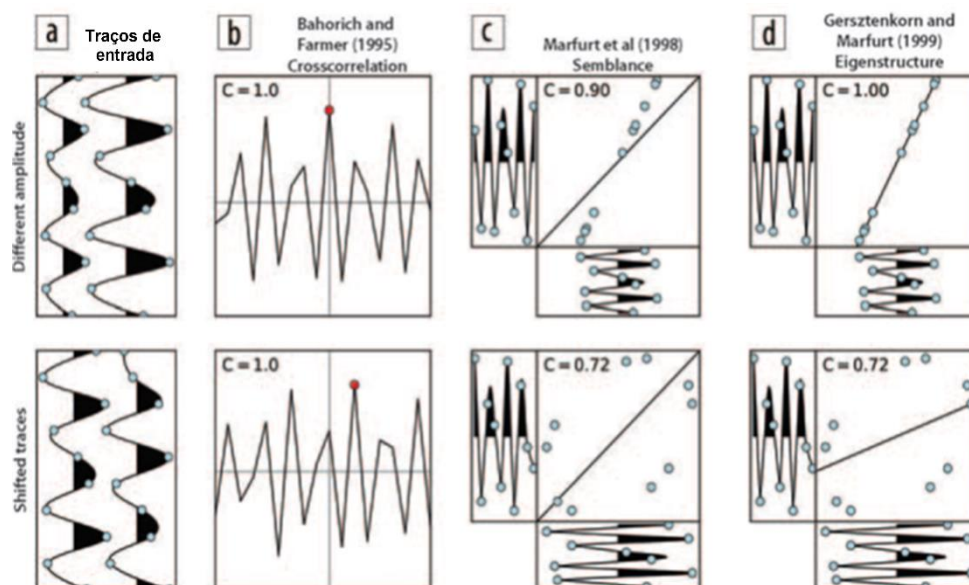 a
Traços de
entrada
b
Bahorich and
Farmer (1995)
Crosscorrelation
c
Marfurt et al (1998)
Semblance
d
Gersztenkorn and
Marfurt (1999)
Eigenstructure
Different amplitude
C = 1.0
C = 0.90
C = 1.00
Shifted traces
C = 1.0
C = 0.72
C = 0.72